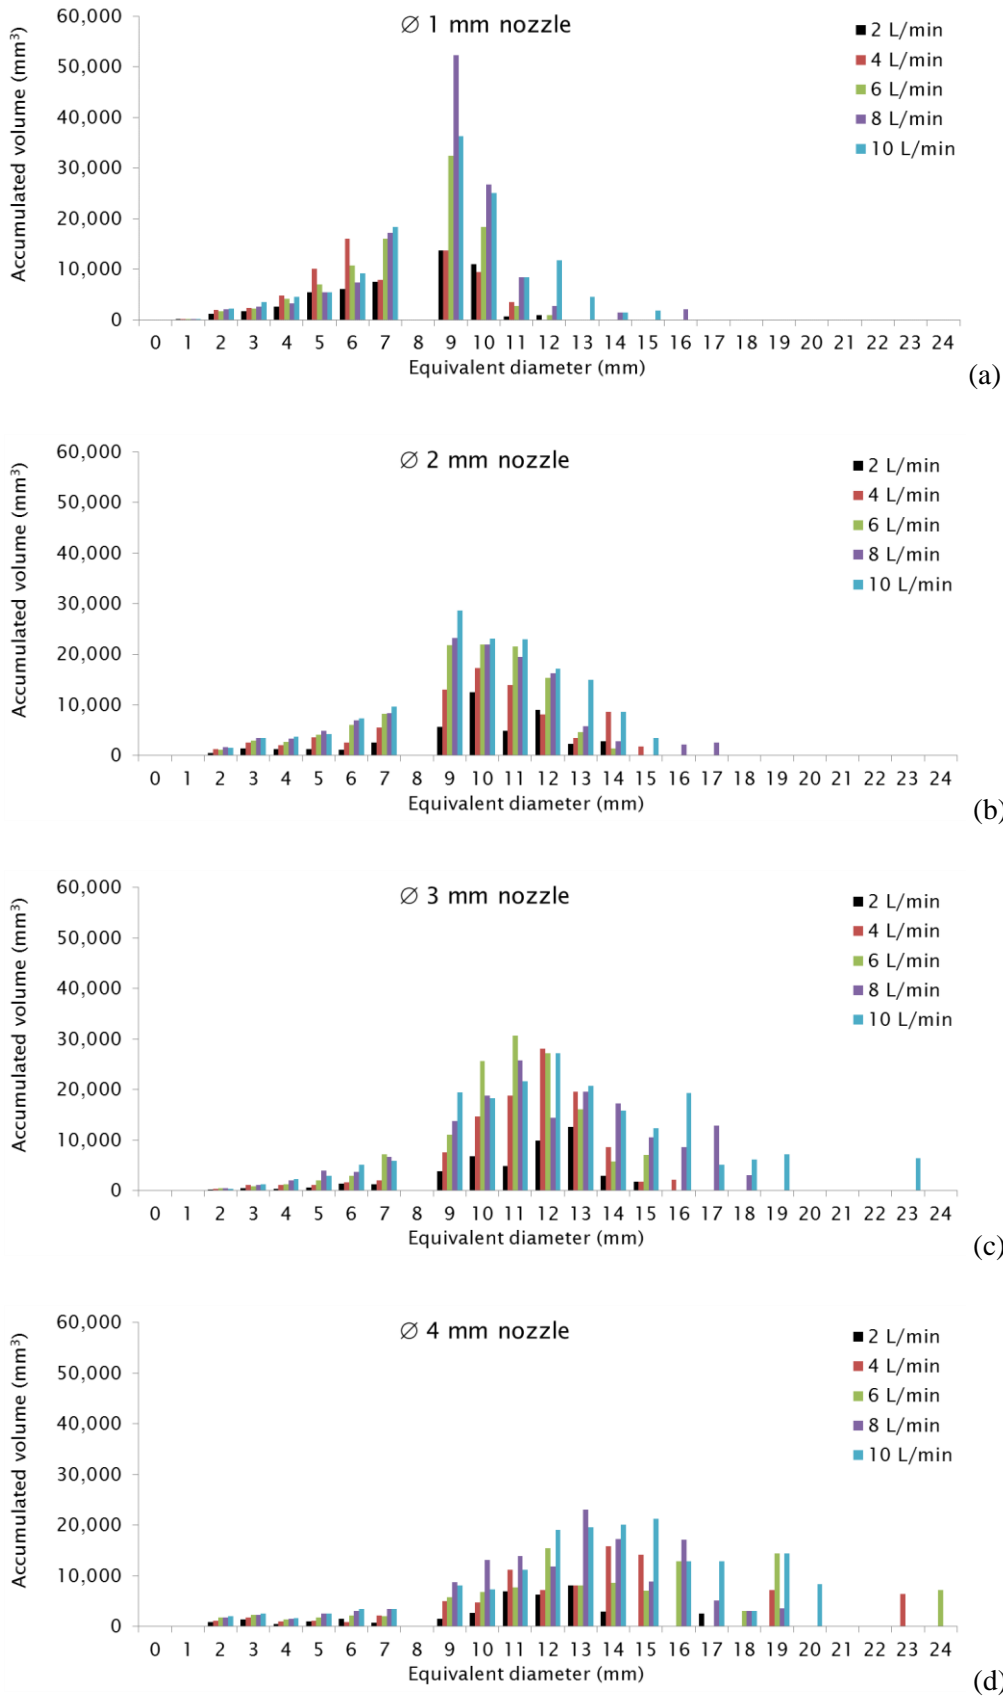 ∅ 1 mm nozzle
Accumulated volume (mm³)
60,000
50,000
40,000
30,000
20,000
10,000
0
2 L/min
4 L/min
6 L/min
8 L/min
10 L/min
0 1 2 3 4 5 6 7 8 9 10 11 12 13 14 15 16 17 18 19 20 21 22 23 24
Equivalent diameter (mm)
(a)
∅ 2 mm nozzle
Accumulated volume (mm³)
60,000
50,000
40,000
30,000
20,000
10,000
0
2 L/min
4 L/min
6 L/min
8 L/min
10 L/min
0 1 2 3 4 5 6 7 8 9 10 11 12 13 14 15 16 17 18 19 20 21 22 23 24
Equivalent diameter (mm)
(b)
∅ 3 mm nozzle
Accumulated volume (mm³)
60,000
50,000
40,000
30,000
20,000
10,000
0
2 L/min
4 L/min
6 L/min
8 L/min
10 L/min
0 1 2 3 4 5 6 7 8 9 10 11 12 13 14 15 16 17 18 19 20 21 22 23 24
Equivalent diameter (mm)
(c)
∅ 4 mm nozzle
Accumulated volume (mm³)
60,000
50,000
40,000
30,000
20,000
10,000
0
2 L/min
4 L/min
6 L/min
8 L/min
10 L/min
0 1 2 3 4 5 6 7 8 9 10 11 12 13 14 15 16 17 18 19 20 21 22 23 24
Equivalent diameter (mm)
(d)